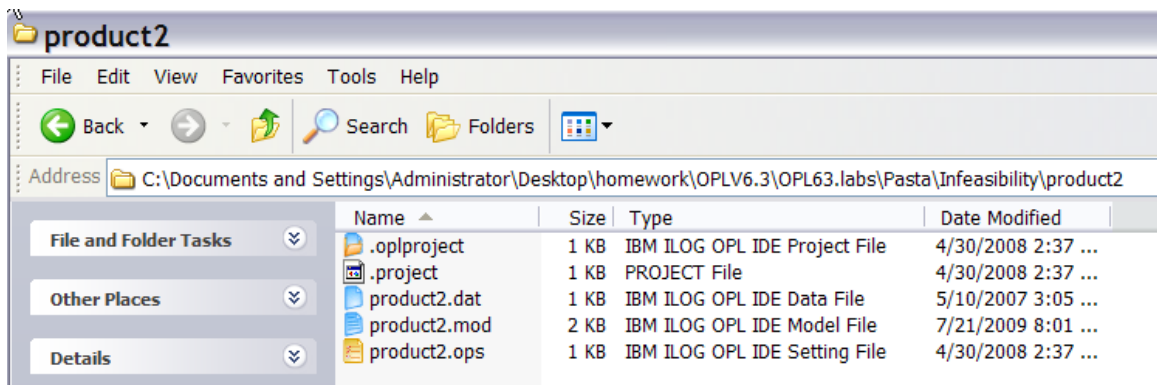 product2
File Edit View Favorites Tools Help
Back Search Folders
Address C:\Documents and Settings\Administrator\Desktop\homework\OPLV6.3\OPL63.labs\Pasta\Infeasibility\product2
Name Size Type Date Modified
File and Folder Tasks
.oplproject 1 KB IBM ILOG OPL IDE Project File 4/30/2008 2:37 ...
.project 1 KB PROJECT File 4/30/2008 2:37 ...
Other Places
product2.dat 1 KB IBM ILOG OPL IDE Data File 5/10/2007 3:05 ...
product2.mod 2 KB IBM ILOG OPL IDE Model File 7/21/2009 8:01 ...
Details
product2.ops 1 KB IBM ILOG OPL IDE Setting File 4/30/2008 2:37 ...